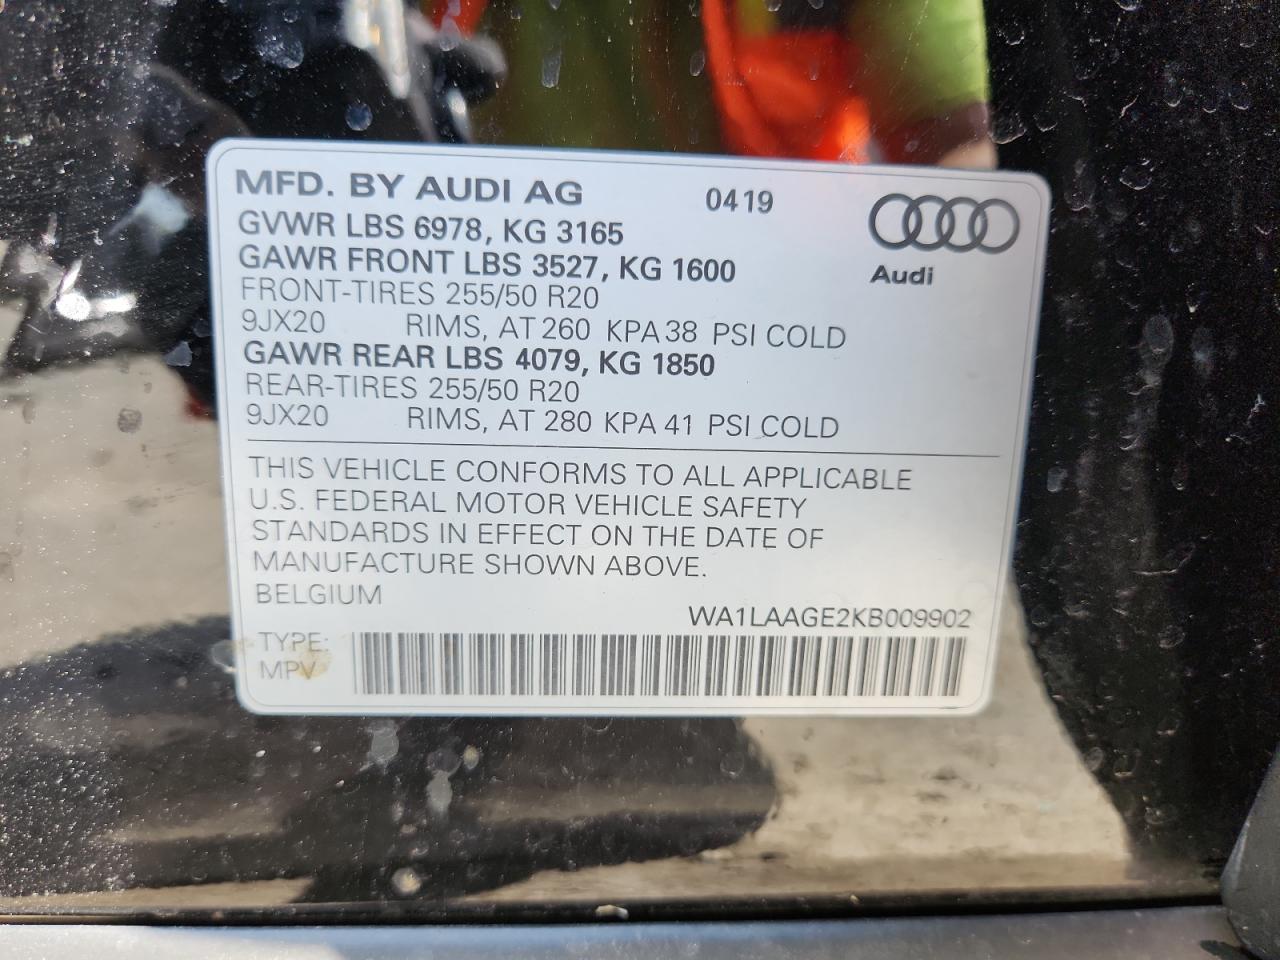 MFD. BY AUDI AG 0419
GVWR LBS 6978, KG 3165
GAWR FRONT LBS 3527, KG 1600
Audi
FRONT-TIRES 255/50 R20
9JX20 RIMS, AT 260 KPA 38 PSI COLD
GAWR REAR LBS 4079, KG 1850
REAR-TIRES 255/50 R20
9JX20 RIMS, AT 280 KPA 41 PSI COLD
THIS VEHICLE CONFORMS TO ALL APPLICABLE
U.S. FEDERAL MOTOR VEHICLE SAFETY
STANDARDS IN EFFECT ON THE DATE OF
MANUFACTURE SHOWN ABOVE.
BELGIUM
WA1LAAGE2KB009902
TYPE:
MPV